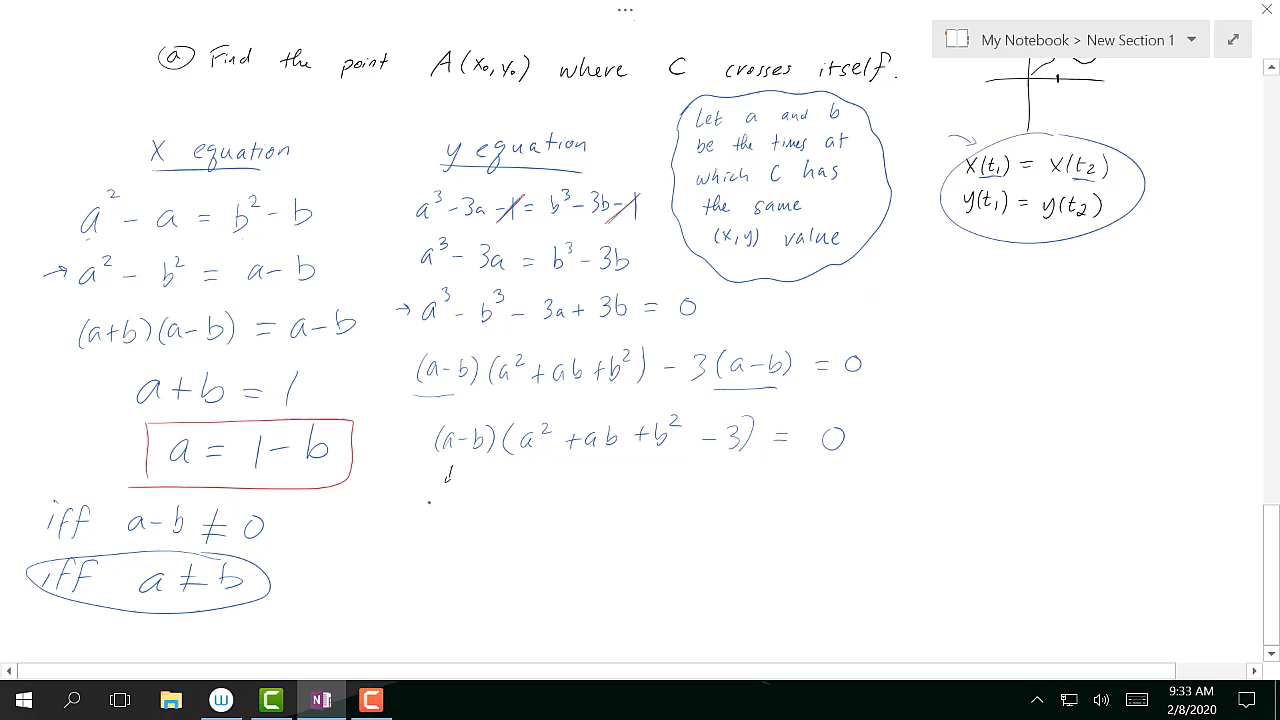 My Notebook > New Section 1
(a) Find the point A(x₀,y₀) where C crosses itself.
x equation
a² - a = b² - b
→ a² - b² = a - b
(a+b)(a-b) = a-b
a+b = 1
a = 1 - b
iff a-b ≠ 0
iff a ≠ b
y equation
a³ - 3a - 1 = b³ - 3b - 1
a³ - 3a = b³ - 3b
→ a³ - b³ - 3a + 3b = 0
(a-b)(a² + ab + b²) - 3(a-b) = 0
(a-b)(a² + ab + b² - 3) = 0
Let a and b
be the times at
which C has
the same
(x,y) value
x(t₁) = x(t₂)
y(t₁) = y(t₂)
9:33 AM
2/8/2020